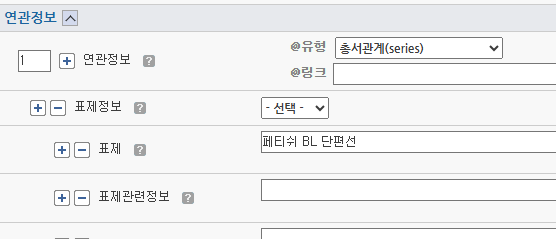 연관정보
1 연관정보 ? @유형 총서관계(series)
@링크
표제정보 ? - 선택 -
표제 ? 페티쉬 BL 단편선
표제관련정보 ?